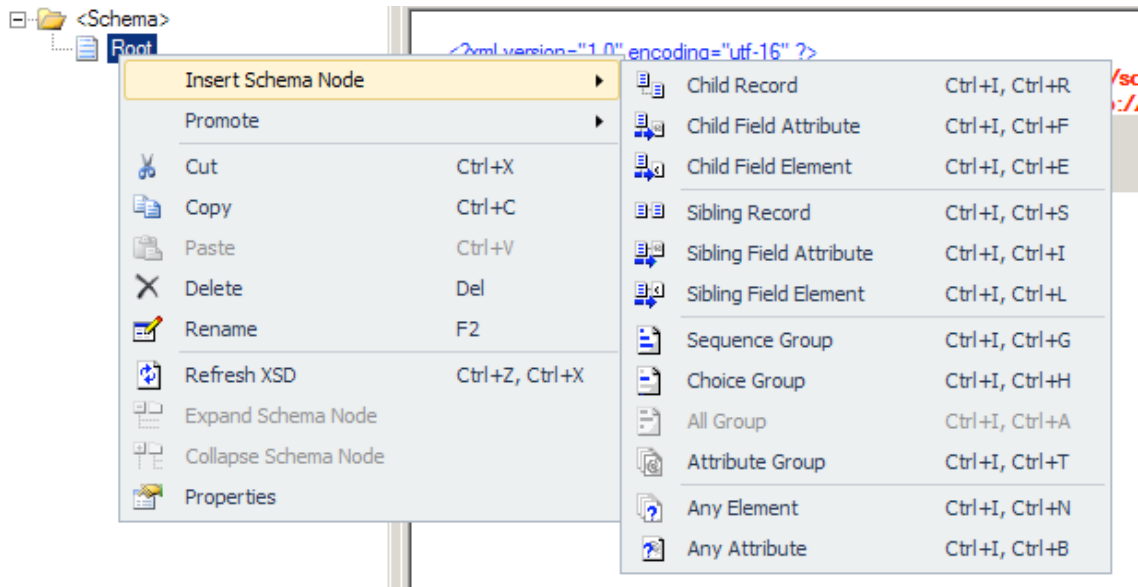 <Schema>
Root
<?xml version="1.0" encoding="utf-16" ?>
Insert Schema Node
Promote
Cut Ctrl+X
Copy Ctrl+C
Paste Ctrl+V
Delete Del
Rename F2
Refresh XSD Ctrl+Z, Ctrl+X
Expand Schema Node
Collapse Schema Node
Properties
Child Record Ctrl+I, Ctrl+R
Child Field Attribute Ctrl+I, Ctrl+F
Child Field Element Ctrl+I, Ctrl+E
Sibling Record Ctrl+I, Ctrl+S
Sibling Field Attribute Ctrl+I, Ctrl+I
Sibling Field Element Ctrl+I, Ctrl+L
Sequence Group Ctrl+I, Ctrl+G
Choice Group Ctrl+I, Ctrl+H
All Group Ctrl+I, Ctrl+A
Attribute Group Ctrl+I, Ctrl+T
Any Element Ctrl+I, Ctrl+N
Any Attribute Ctrl+I, Ctrl+B